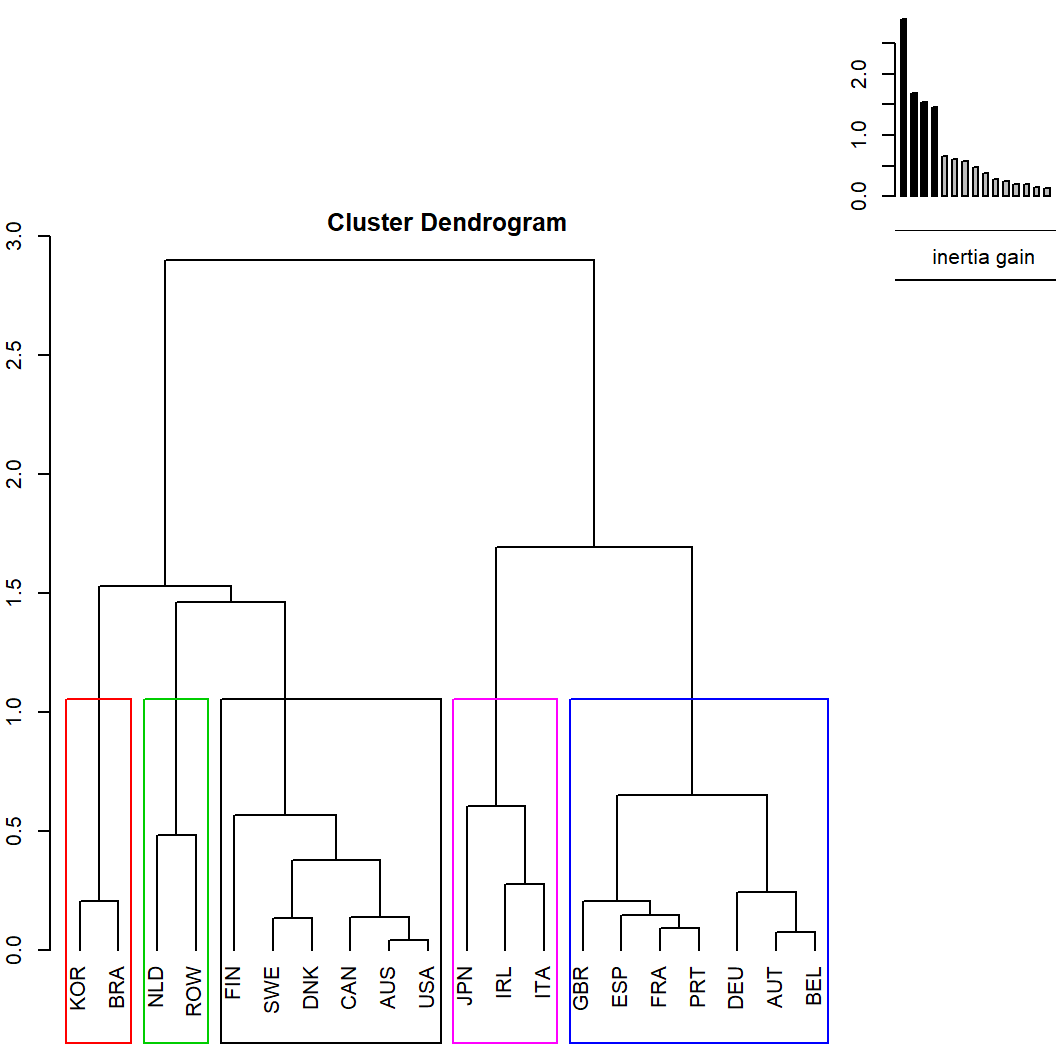 2.0
1.0
0.0
inertia gain
Cluster Dendrogram
3.0
2.5
2.0
1.5
1.0
0.5
0.0
KOR
BRA
NLD
ROW
FIN
SWE
DNK
CAN
AUS
USA
JPN
IRL
ITA
GBR
ESP
FRA
PRT
DEU
AUT
BEL